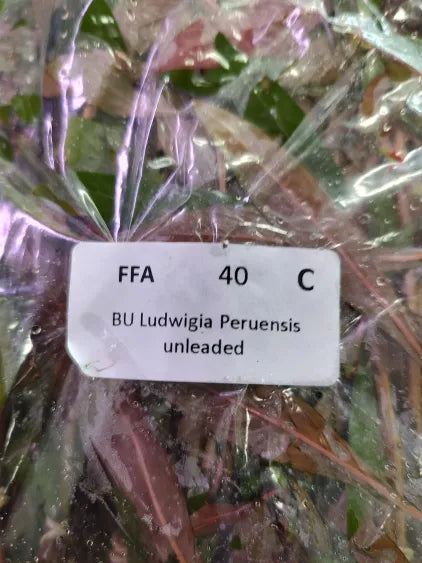 FFA 40 C
BU Ludwigia Peruensis
unleaded